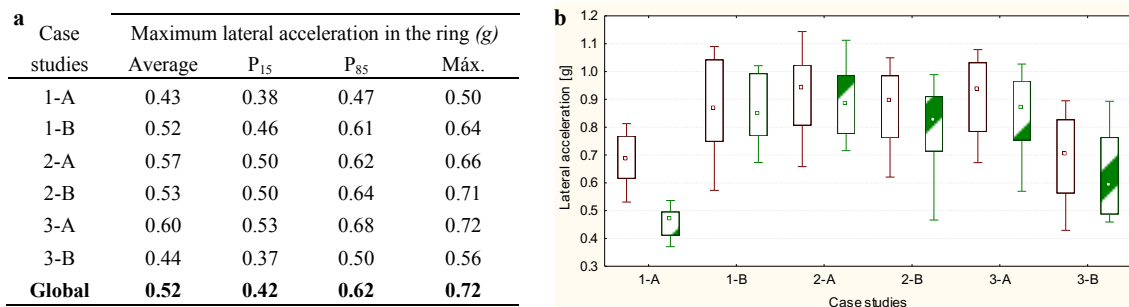 a
Case studies
Maximum lateral acceleration in the ring (g)
Average P₁₅ P₈₅ Máx.
1-A 0.43 0.38 0.47 0.50
1-B 0.52 0.46 0.61 0.64
2-A 0.57 0.50 0.62 0.66
2-B 0.53 0.50 0.64 0.71
3-A 0.60 0.53 0.68 0.72
3-B 0.44 0.37 0.50 0.56
Global 0.52 0.42 0.62 0.72
b
Lateral acceleration [g]
1.2
1.1
1.0
0.9
0.8
0.7
0.6
0.5
0.4
0.3
1-A 1-B 2-A 2-B 3-A 3-B
Case studies